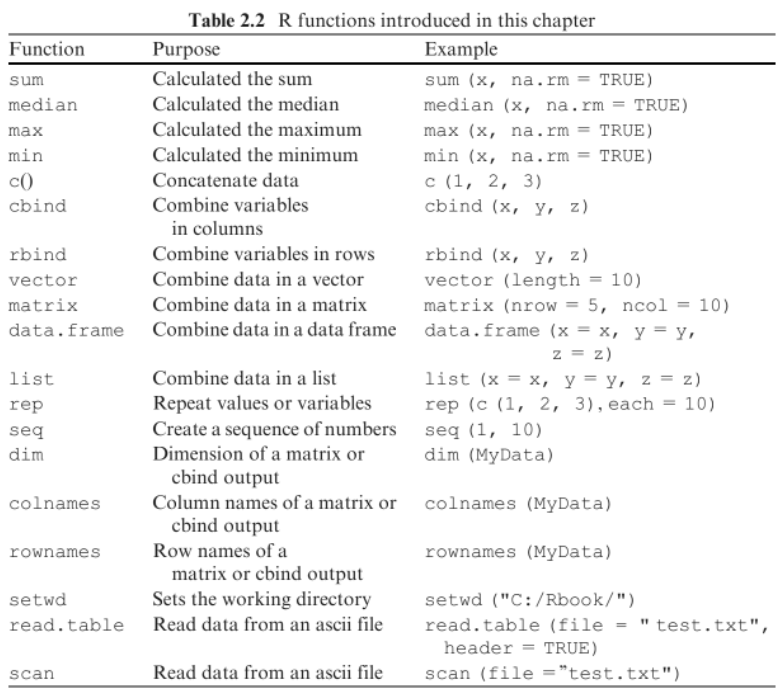 Table 2.2 R functions introduced in this chapter
Function Purpose Example
sum Calculated the sum sum (x, na.rm = TRUE)
median Calculated the median median (x, na.rm = TRUE)
max Calculated the maximum max (x, na.rm = TRUE)
min Calculated the minimum min (x, na.rm = TRUE)
c() Concatenate data c (1, 2, 3)
cbind Combine variables cbind (x, y, z)
in columns
rbind Combine variables in rows rbind (x, y, z)
vector Combine data in a vector vector (length = 10)
matrix Combine data in a matrix matrix (nrow = 5, ncol = 10)
data.frame Combine data in a data frame data.frame (x = x, y = y,
z = z)
list Combine data in a list list (x = x, y = y, z = z)
rep Repeat values or variables rep (c (1, 2, 3), each = 10)
seq Create a sequence of numbers seq (1, 10)
dim Dimension of a matrix or dim (MyData)
cbind output
colnames Column names of a matrix or colnames (MyData)
cbind output
rownames Row names of a rownames (MyData)
matrix or cbind output
setwd Sets the working directory setwd ("C:/Rbook/")
read.table Read data from an ascii file read.table (file = " test.txt",
header = TRUE)
scan Read data from an ascii file scan (file =”test.txt")